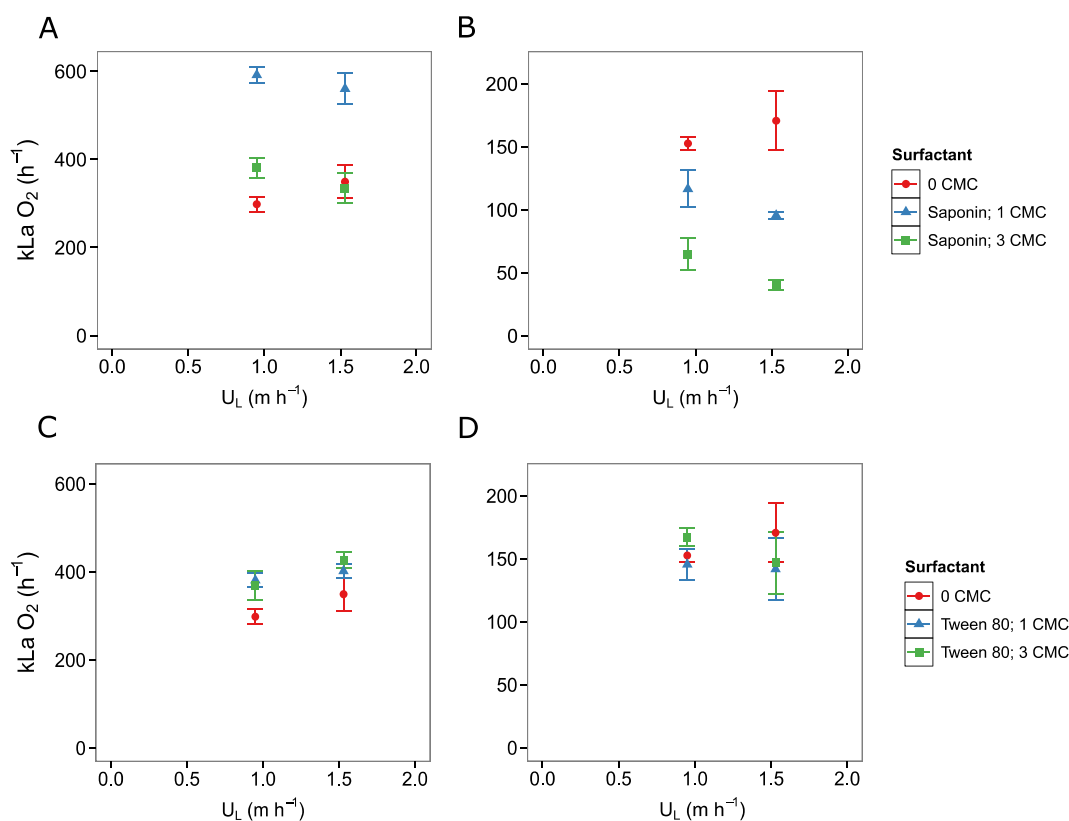 A
B
600
400
200
0
kLa O₂ (h⁻¹)
0.0 0.5 1.0 1.5 2.0
U_L (m h⁻¹)
200
150
100
50
0
0.0 0.5 1.0 1.5 2.0
U_L (m h⁻¹)
Surfactant
0 CMC
Saponin; 1 CMC
Saponin; 3 CMC
C
D
600
400
200
0
kLa O₂ (h⁻¹)
0.0 0.5 1.0 1.5 2.0
U_L (m h⁻¹)
200
150
100
50
0
0.0 0.5 1.0 1.5 2.0
U_L (m h⁻¹)
Surfactant
0 CMC
Tween 80; 1 CMC
Tween 80; 3 CMC